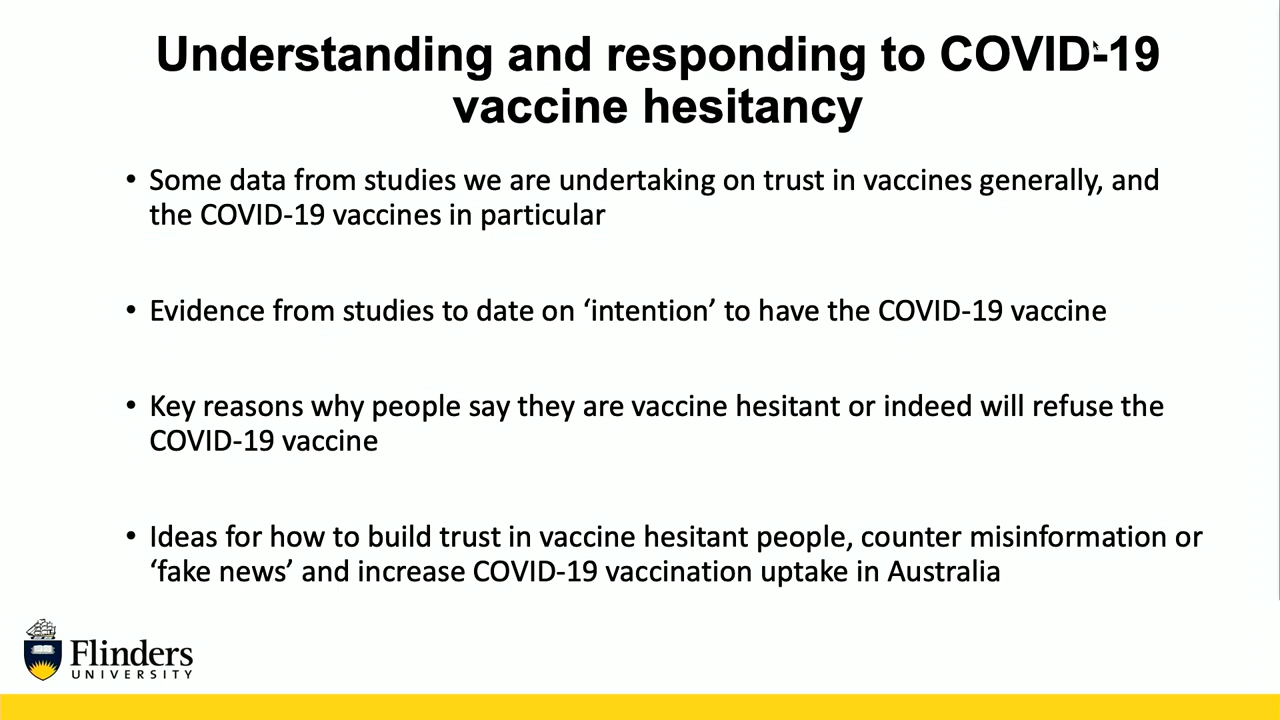 Understanding and responding to COVID-19
vaccine hesitancy
• Some data from studies we are undertaking on trust in vaccines generally, and
the COVID-19 vaccines in particular
• Evidence from studies to date on ‘intention’ to have the COVID-19 vaccine
• Key reasons why people say they are vaccine hesitant or indeed will refuse the
COVID-19 vaccine
• Ideas for how to build trust in vaccine hesitant people, counter misinformation or
‘fake news’ and increase COVID-19 vaccination uptake in Australia
Flinders
UNIVERSITY